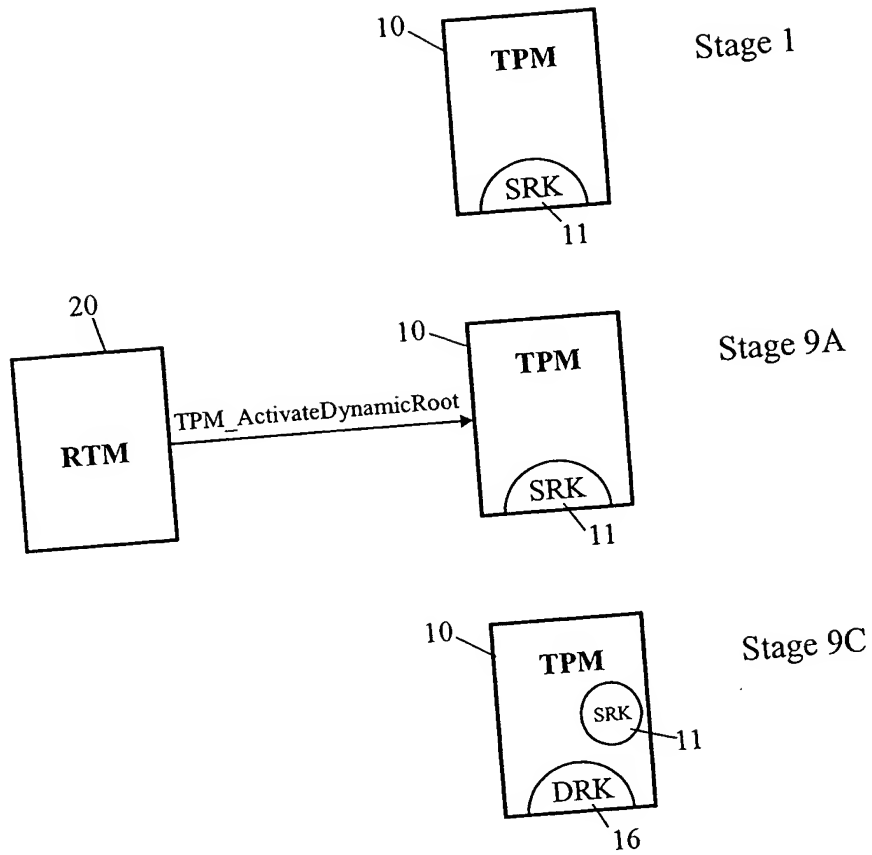 10
TPM
Stage 1
SRK
11
20
10
TPM
Stage 9A
TPM_ActivateDynamicRoot
RTM
SRK
11
10
TPM
Stage 9C
SRK
11
DRK
16